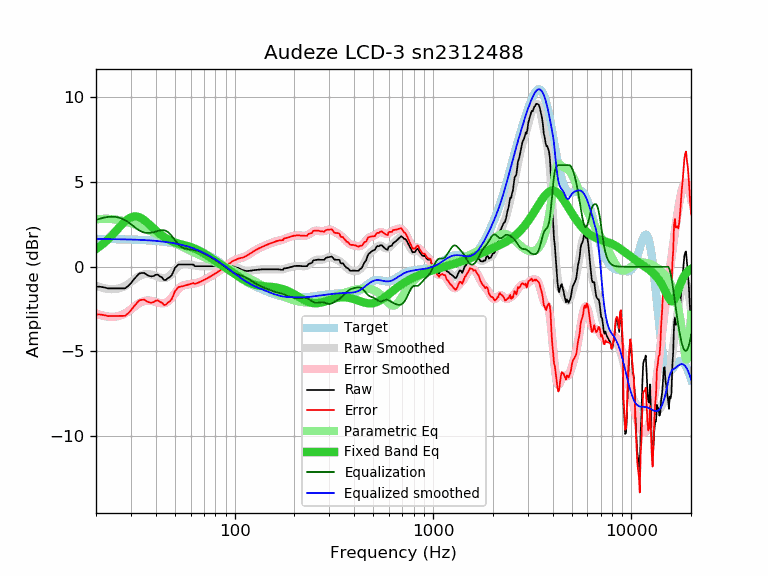 Audeze LCD-3 sn2312488
Amplitude (dBr)
10
5
0
−5
−10
Target
Raw Smoothed
Error Smoothed
Raw
Error
Parametric Eq
Fixed Band Eq
Equalization
Equalized smoothed
100
1000
10000
Frequency (Hz)